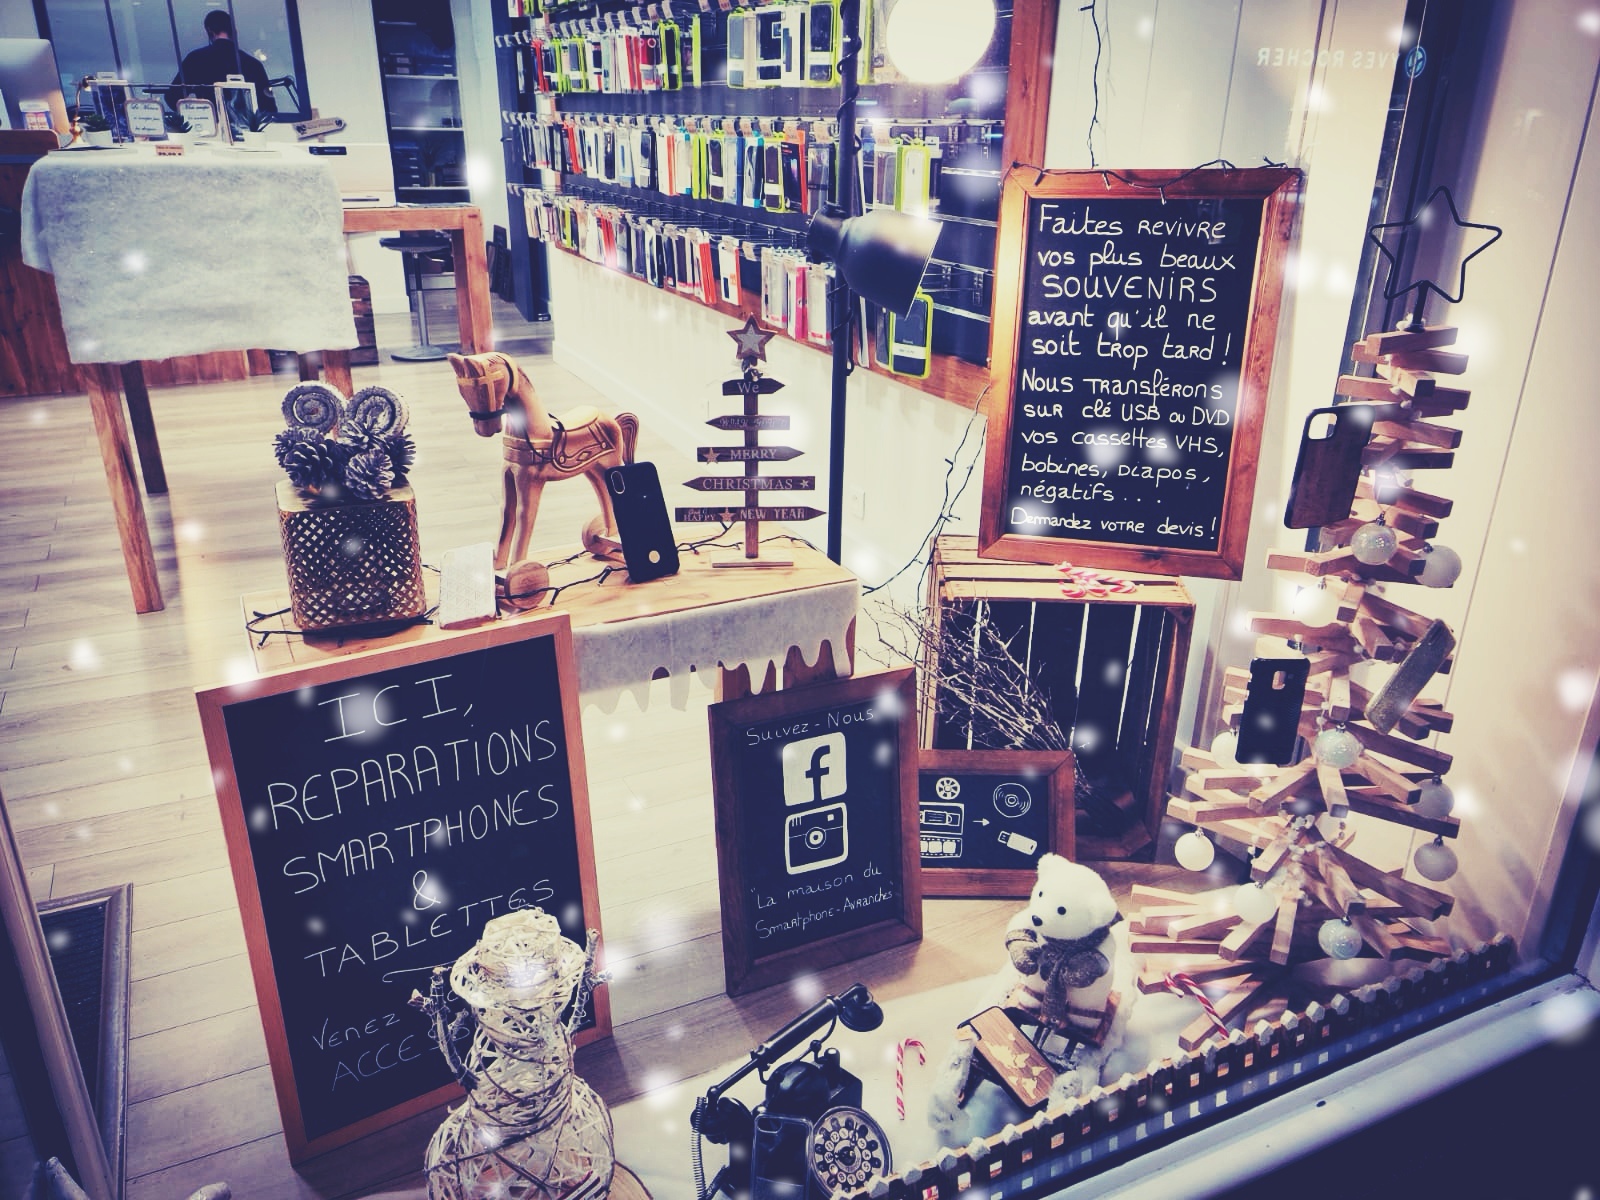 YVES ROCHER
Faites REVIVRE
vos plus beaux
SOUVENIRS
avant qu'il ne
soit trop tard !
Nous transférons
sur clé USB ou DVD
vos cassettes VHS,
bobines, Diapos,
négatifs...
Demandez votre devis !
We
MERRY
CHRISTMAS
HAPPY NEW YEAR
ICI,
REPARATIONS
SMARTPHONES
&
TABLETTES
Venez
Suivez-Nous
f
"La maison du
Smartphone-Avranches"